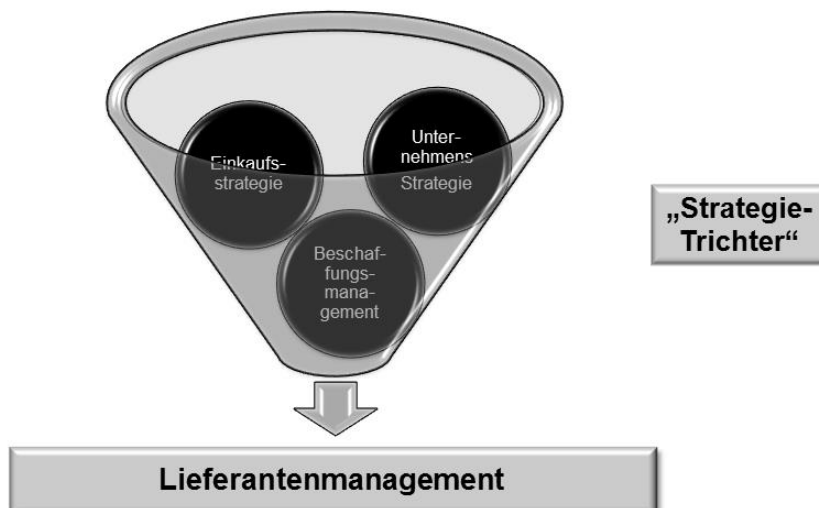 Einkaufs-
strategie
Unter-
nehmens
Strategie
Beschaf-
fungs-
mana-
gement
„Strategie-
Trichter“
Lieferantenmanagement